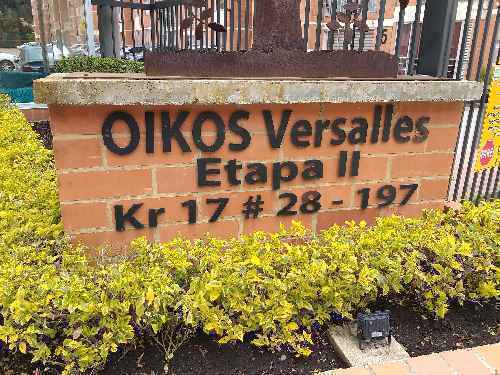 OIKOS Versalles
Etapa II
Kr 17 # 28 - 197